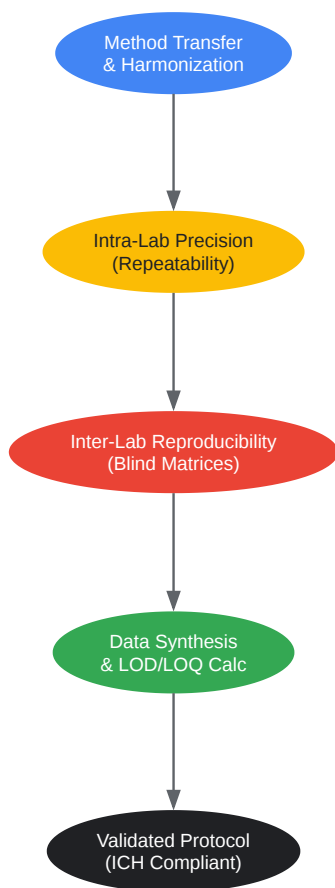 Method Transfer
& Harmonization
Intra-Lab Precision
(Repeatability)
Inter-Lab Reproducibility
(Blind Matrices)
Data Synthesis
& LOD/LOQ Calc
Validated Protocol
(ICH Compliant)